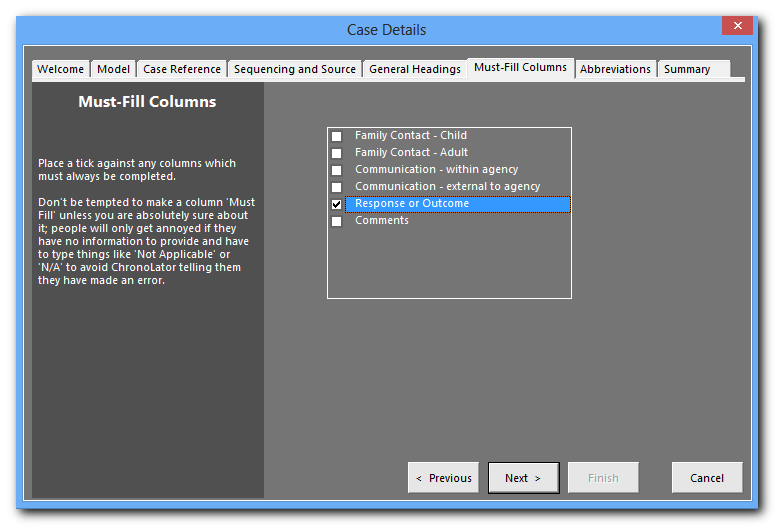 Case Details
Welcome
Model
Case Reference
Sequencing and Source
General Headings
Must-Fill Columns
Abbreviations
Summary
Must-Fill Columns
Place a tick against any columns which
must always be completed.
Don't be tempted to make a column 'Must
Fill' unless you are absolutely sure about
it; people will only get annoyed if they
have no information to provide and have
to type things like 'Not Applicable' or
'N/A' to avoid ChronoLator telling them
they have made an error.
Family Contact - Child
Family Contact - Adult
Communication - within agency
Communication - external to agency
Response or Outcome
Comments
< Previous
Next >
Finish
Cancel